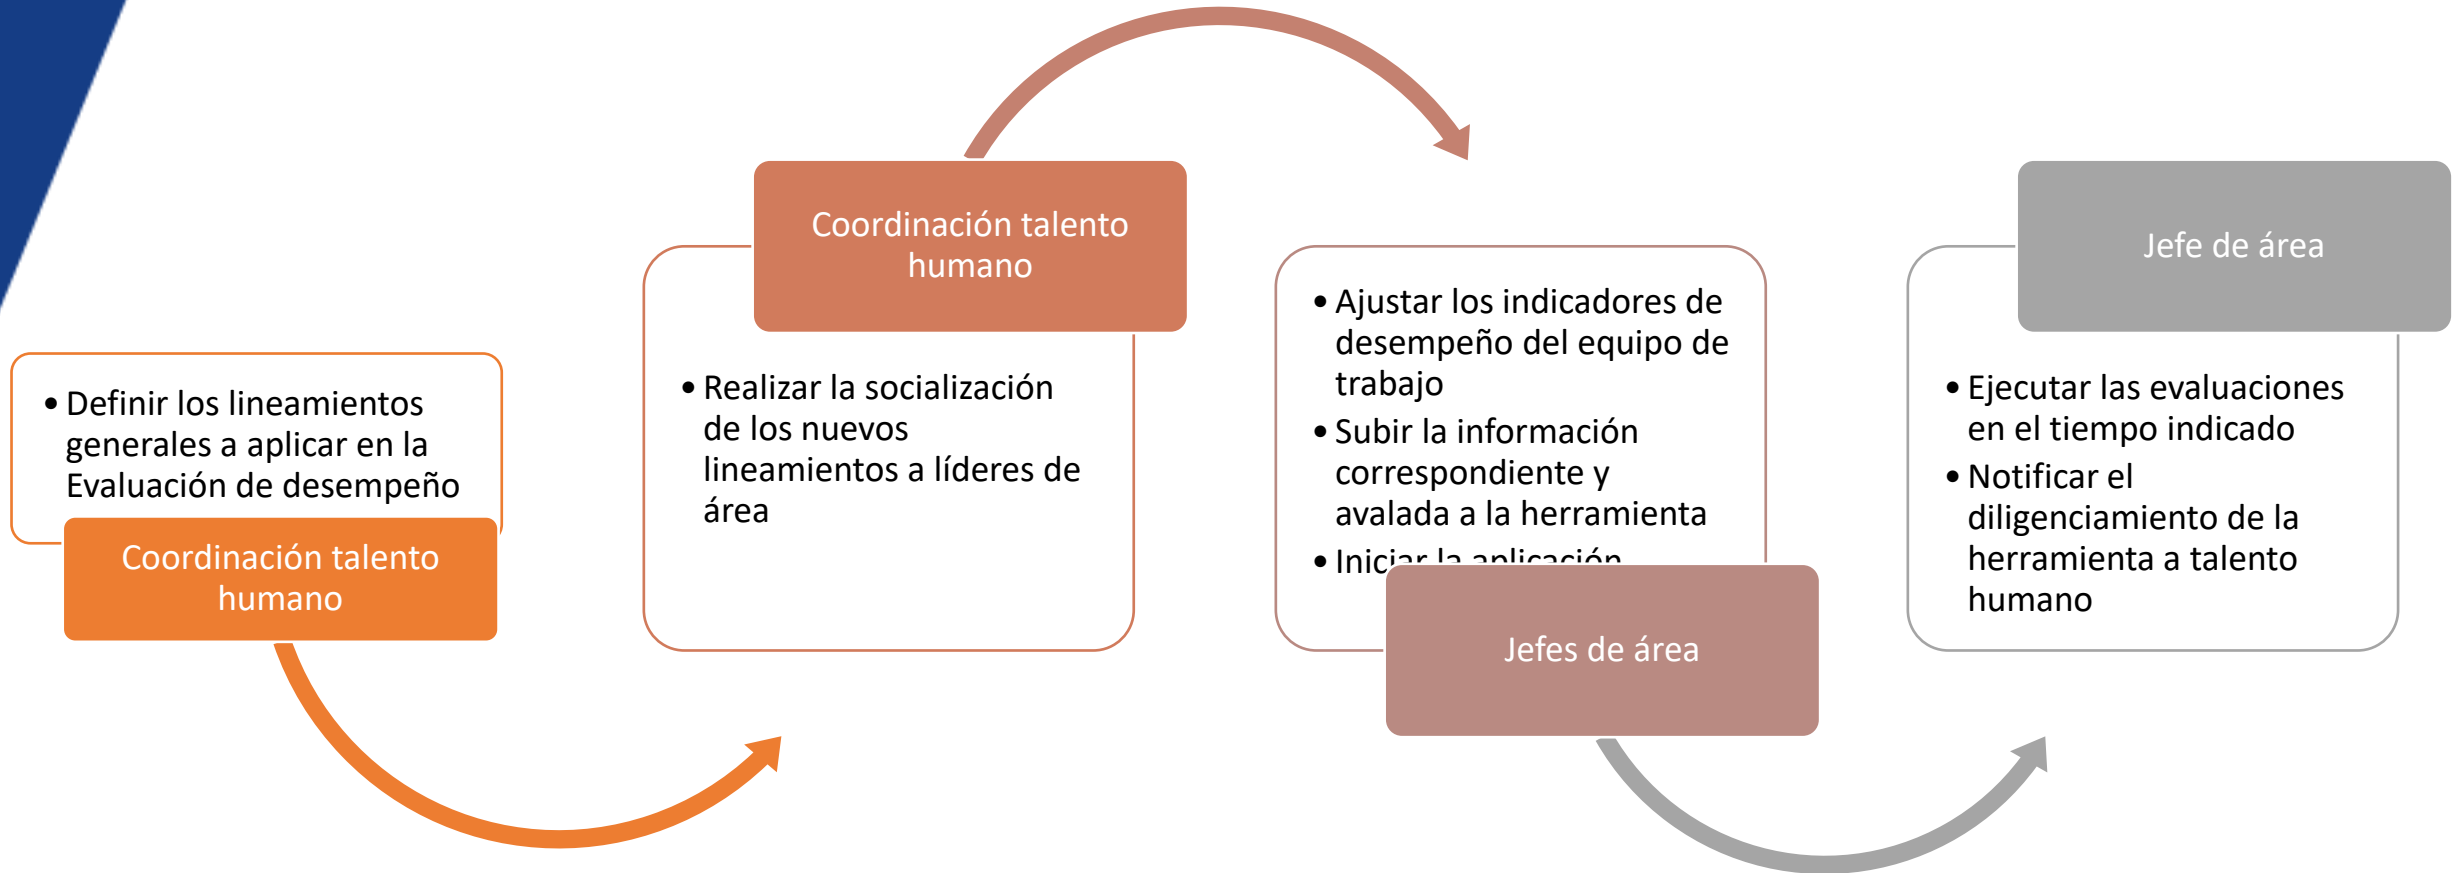 • Definir los lineamientos
generales a aplicar en la
Evaluación de desempeño
Coordinación talento
humano
Coordinación talento
humano
• Realizar la socialización
de los nuevos
lineamientos a líderes de
área
• Ajustar los indicadores de
desempeño del equipo de
trabajo
• Subir la información
correspondiente y
avalada a la herramienta
• Iniciar la aplicación
Jefes de área
Jefe de área
• Ejecutar las evaluaciones
en el tiempo indicado
• Notificar el
diligenciamiento de la
herramienta a talento
humano